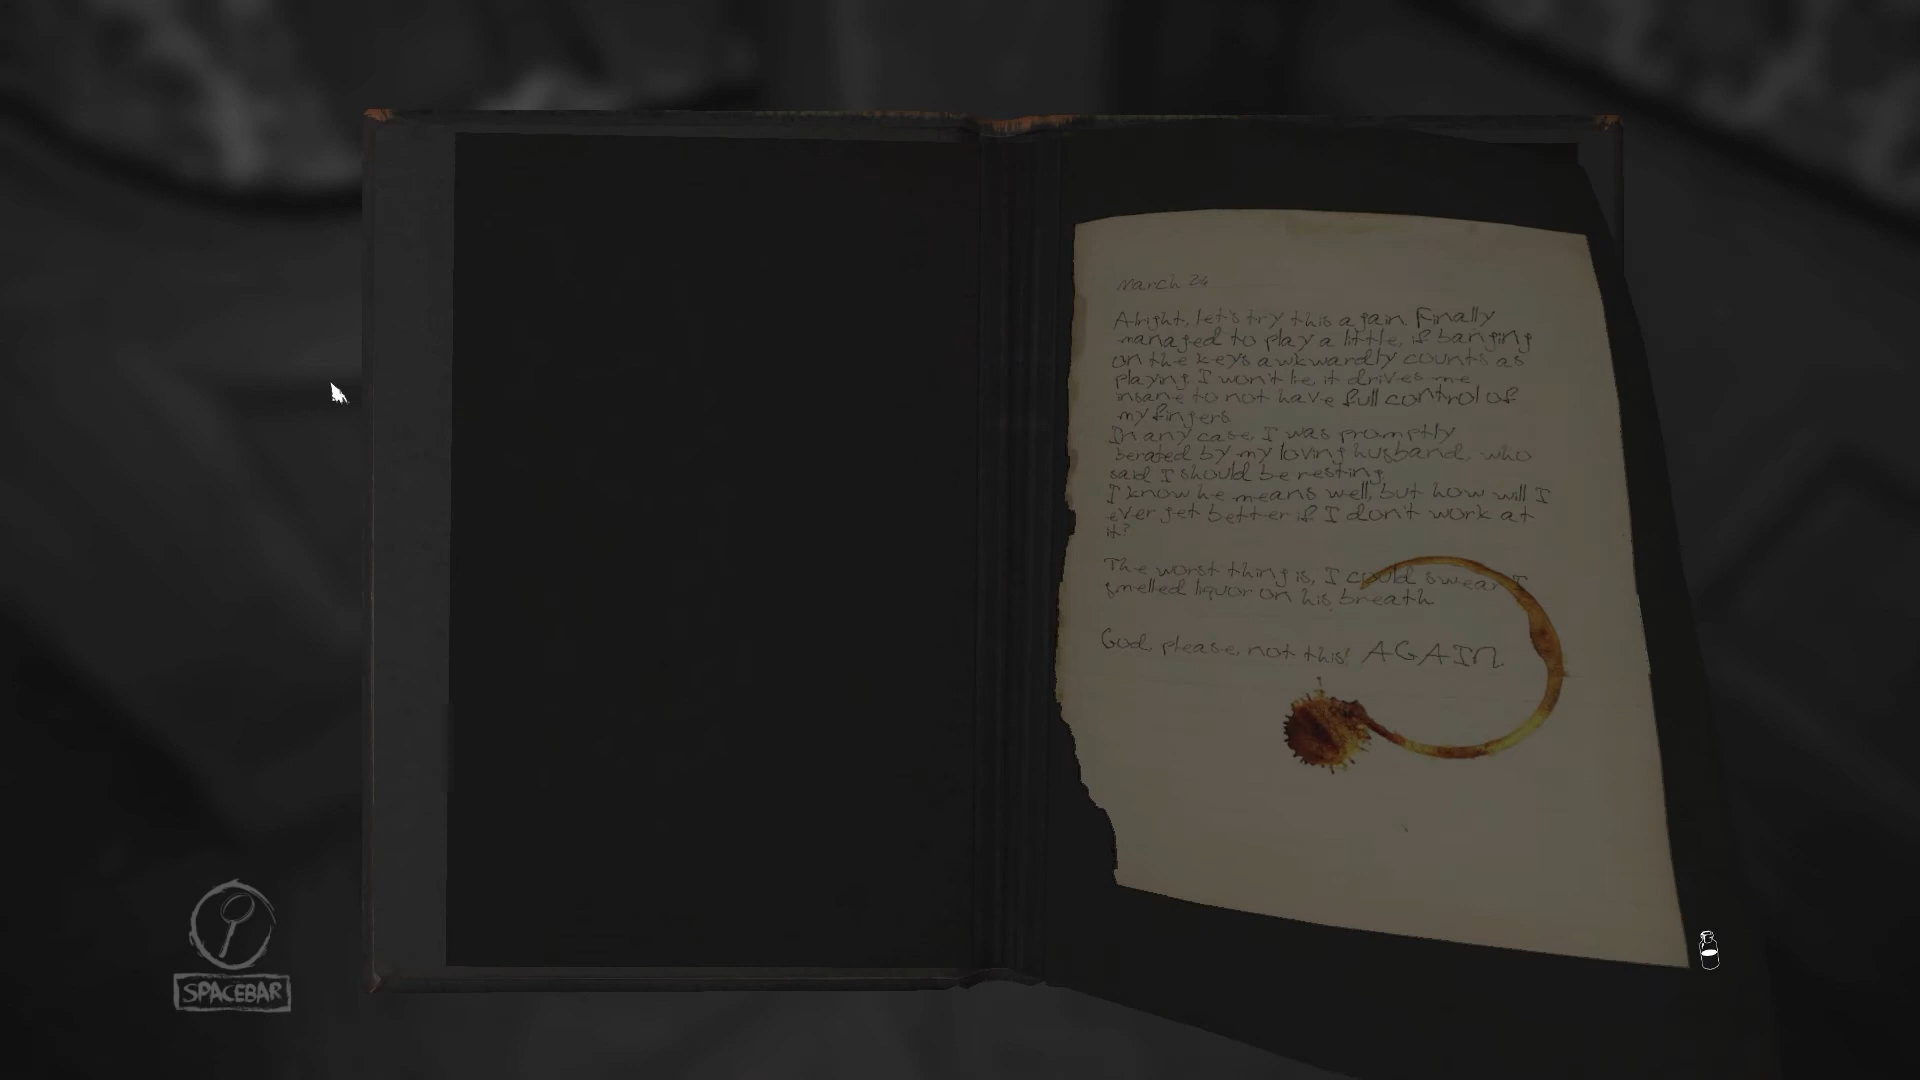 March 24
Alright, let's try this again. Finally
managed to play a little, if banging
on the keys awkwardly counts as
playing. I won't lie, it drives me
insane to not have full control of
my fingers.
In any case, I was promptly
berated by my loving husband, who
said I should be resting.
I know he means well, but how will I
ever get better if I don't work at
it?
The worst thing is, I could swear I
smelled liquor on his breath.
God, please, not this AGAIN.
SPACEBAR